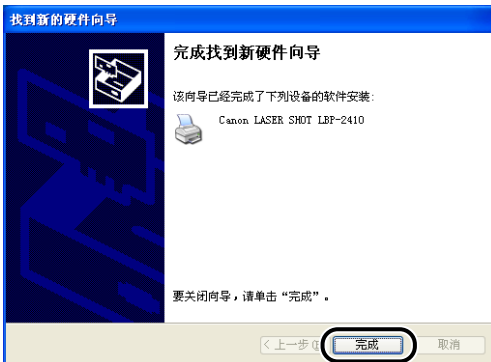 找到新的硬件向导
完成找到新硬件向导
该向导已经完成了下列设备的软件安装:
Canon LASER SHOT LBP-2410
要关闭向导，请单击“完成”。
<上一步
完成
取消